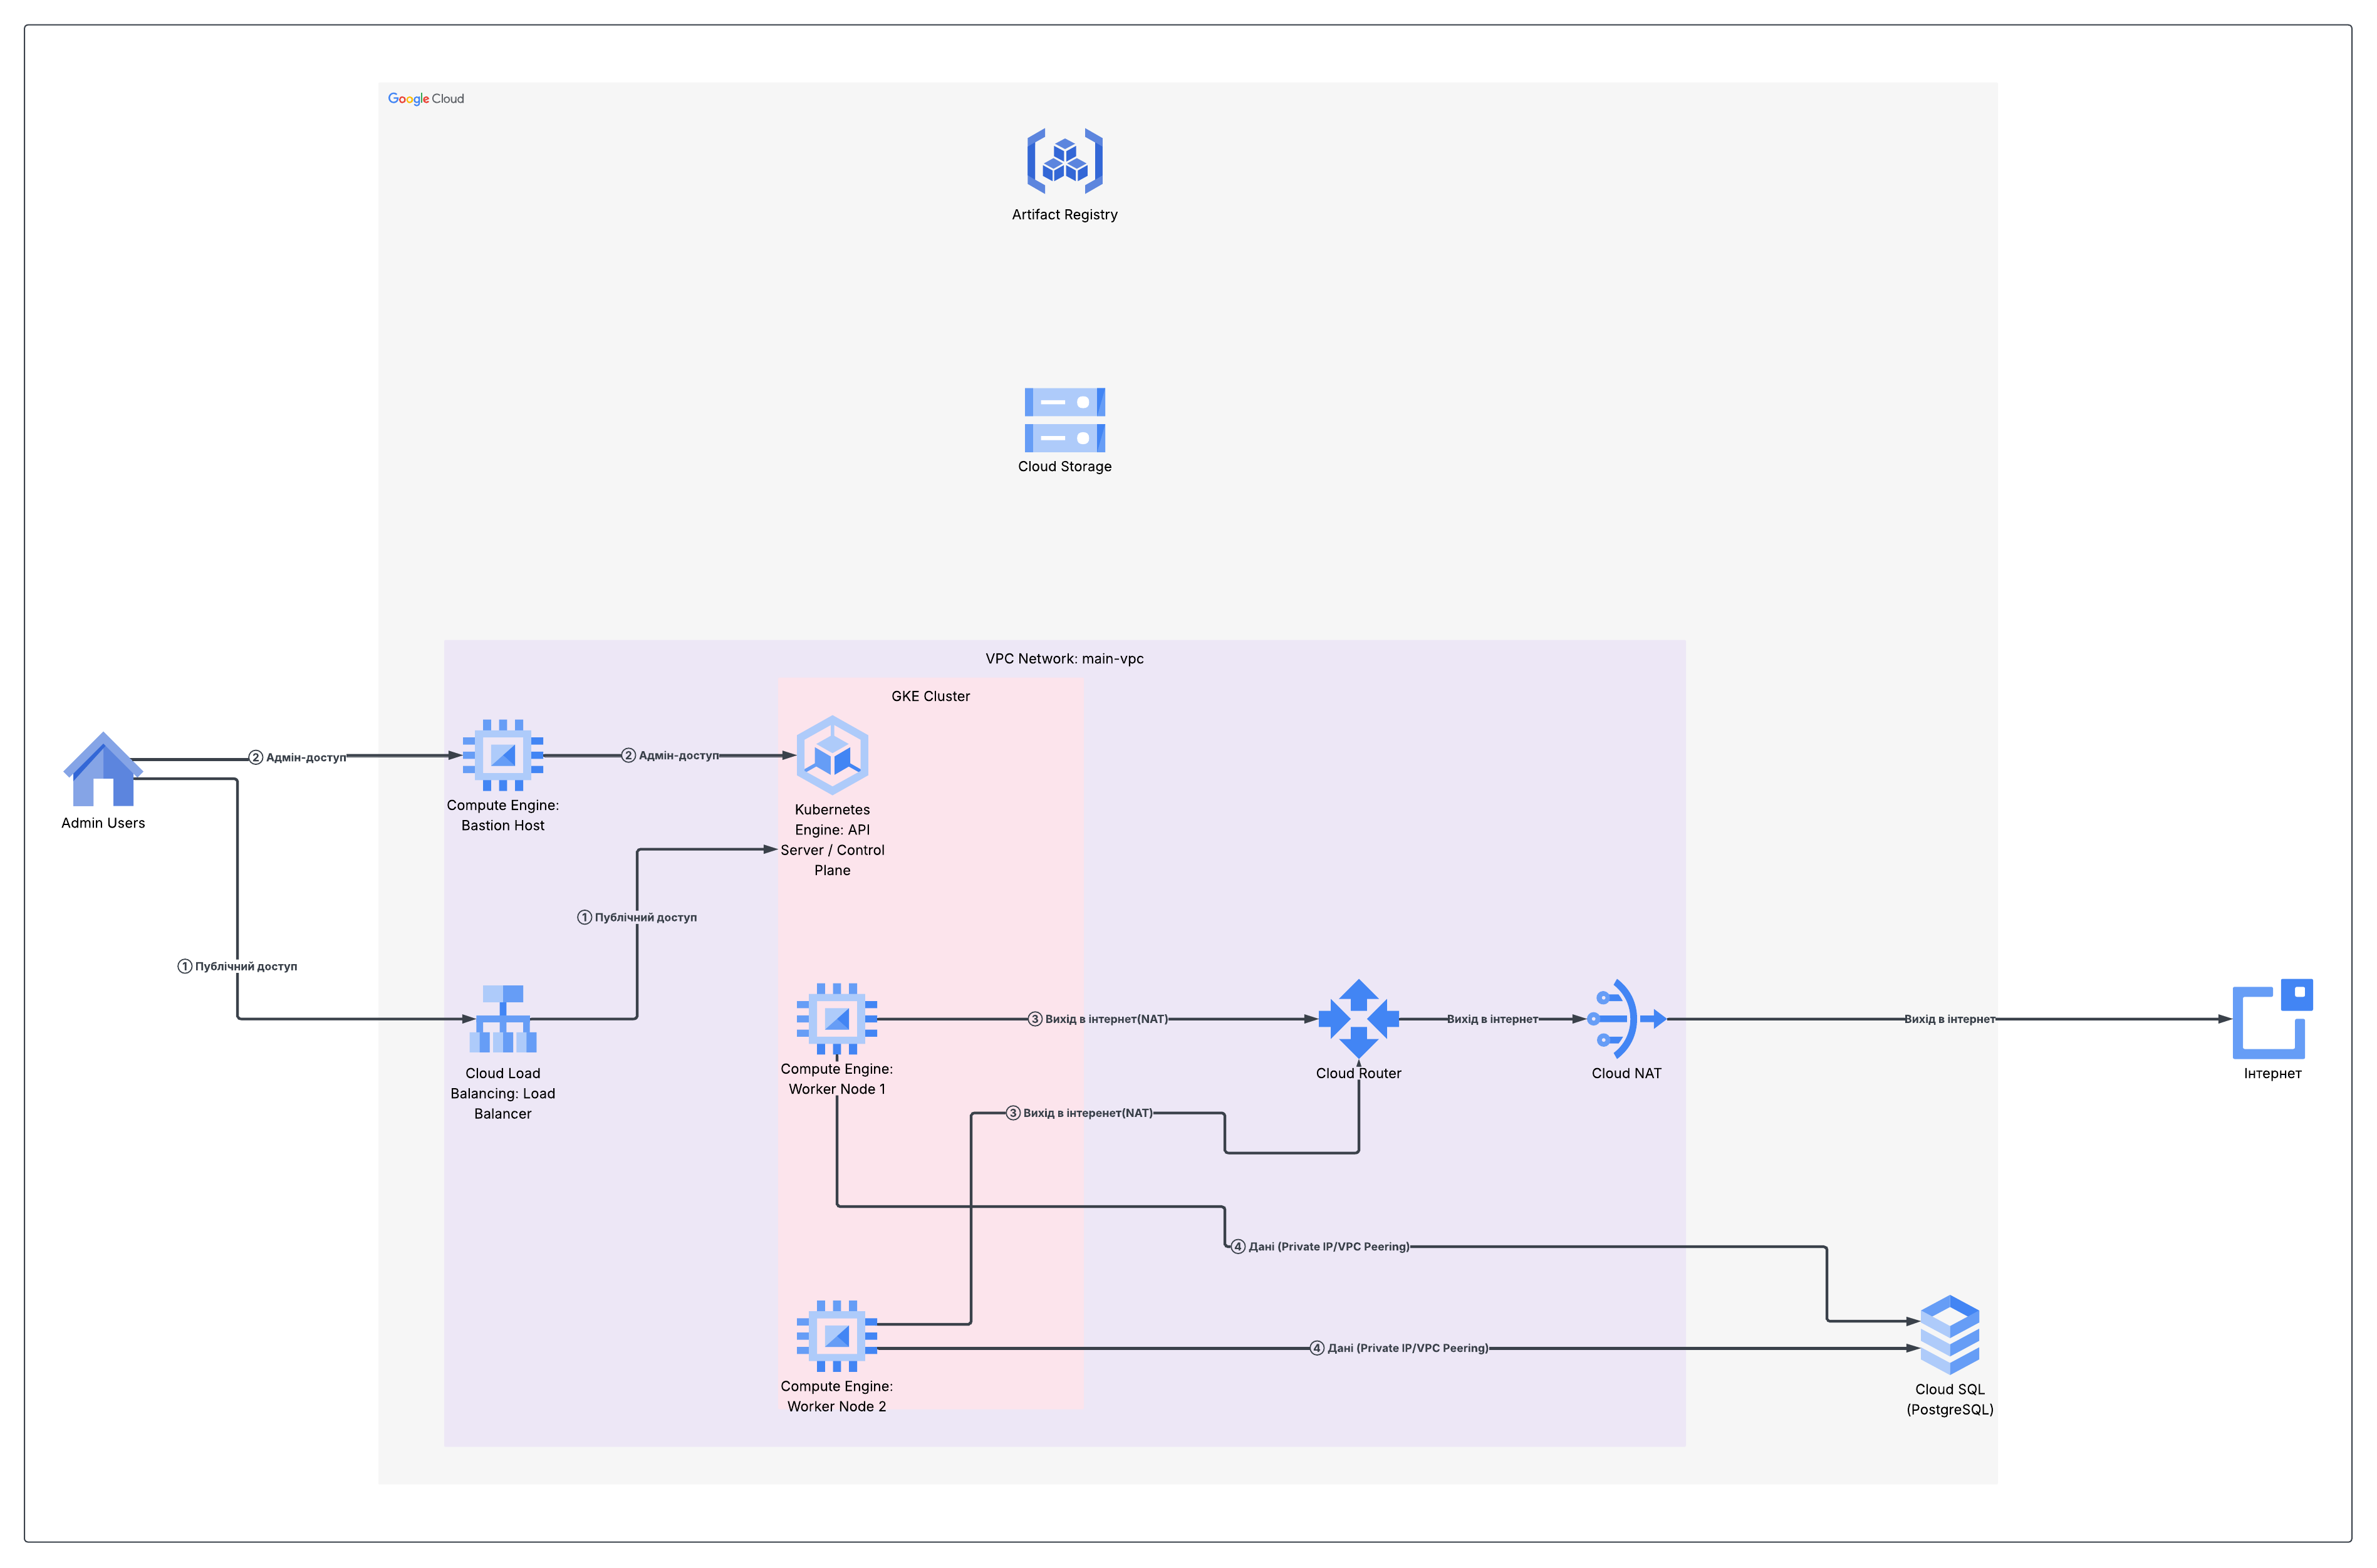 Google Cloud
Artifact Registry
Cloud Storage
VPC Network: main-vpc
GKE Cluster
② Адмін-доступ
② Адмін-доступ
Admin Users
Compute Engine:
Bastion Host
Kubernetes
Engine: API
Server / Control
Plane
① Публічний доступ
① Публічний доступ
③ Вихід в інтернет(NAT)
Вихід в інтернет
Вихід в інтернет
Cloud Load
Balancing: Load
Balancer
Compute Engine:
Worker Node 1
Cloud Router
Cloud NAT
Інтернет
③ Вихід в інтеренет(NAT)
④ Дані (Private IP/VPC Peering)
④ Дані (Private IP/VPC Peering)
Compute Engine:
Worker Node 2
Cloud SQL
(PostgreSQL)